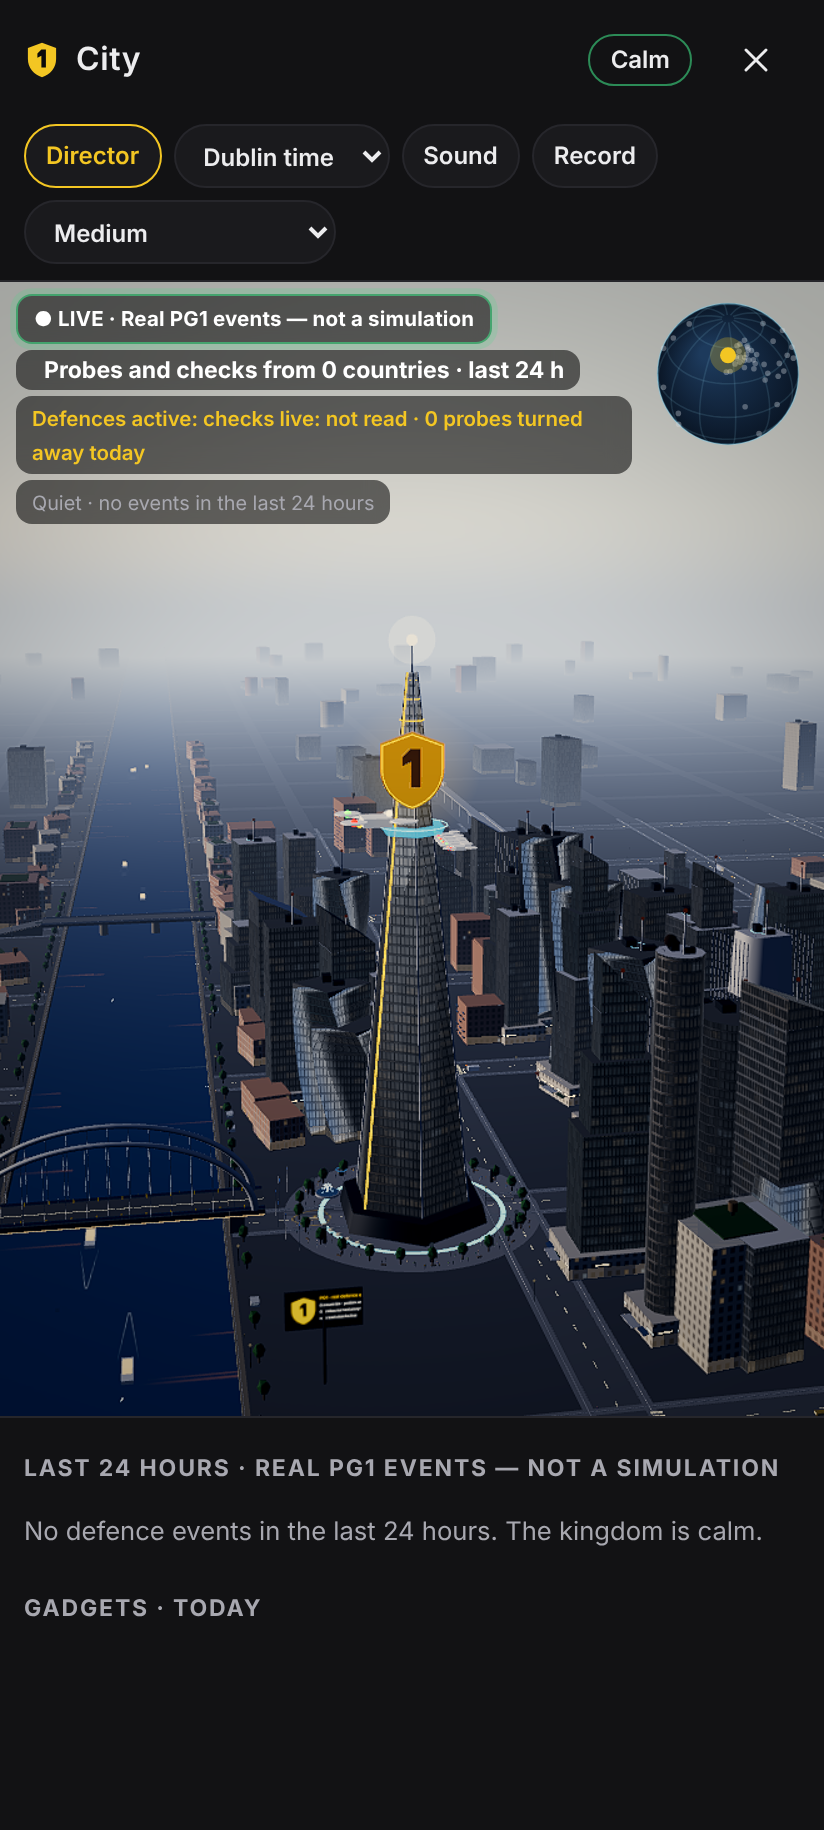 1 City
Calm
Director
Dublin time
Sound
Record
Medium
LIVE · Real PG1 events — not a simulation
Probes and checks from 0 countries · last 24 h
Defences active: checks live: not read · 0 probes turned
away today
Quiet · no events in the last 24 hours
1
1
LAST 24 HOURS · REAL PG1 EVENTS — NOT A SIMULATION
No defence events in the last 24 hours. The kingdom is calm.
GADGETS · TODAY